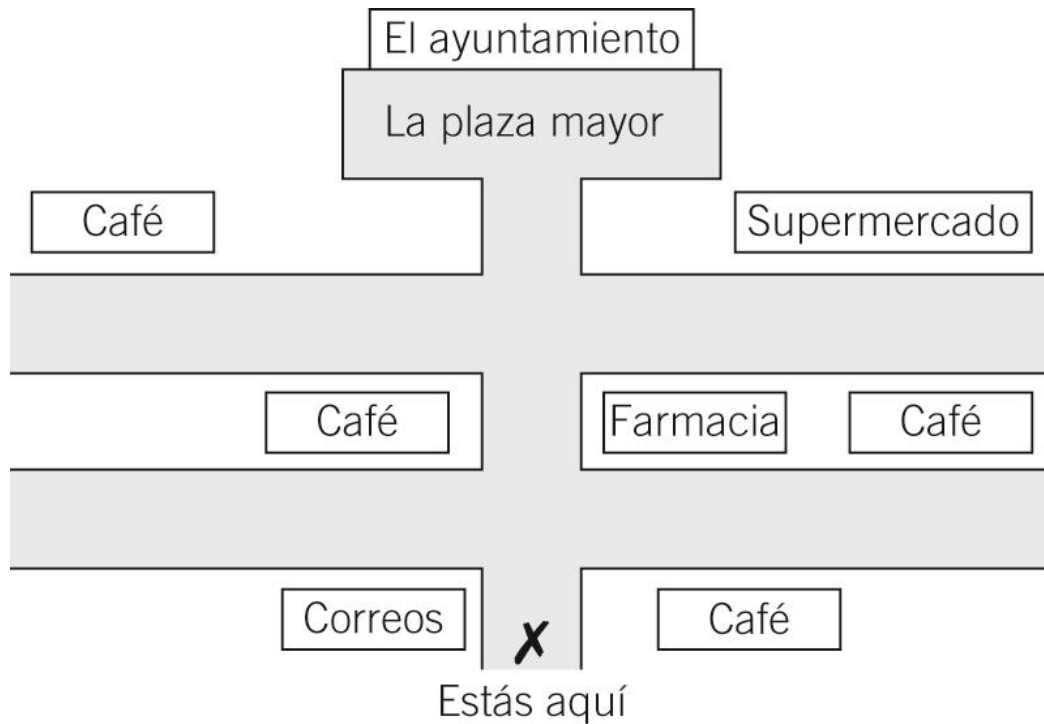 El ayuntamiento
La plaza mayor
Café
Supermercado
Café
Farmacia
Café
Correos
Café
Estás aquí